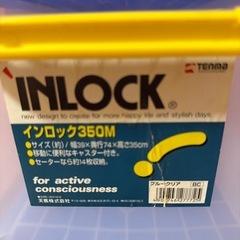 TENMA
INLOCK®
new design to create for more happy life and stylish days.
インロック350M
●サイズ(約)/幅39×奥行74×高さ35cm
●移動に便利なキャスター付き。
●セーターなら約14枚収納。
for active
consciousness
天馬株式会社
ブルークリア
BC